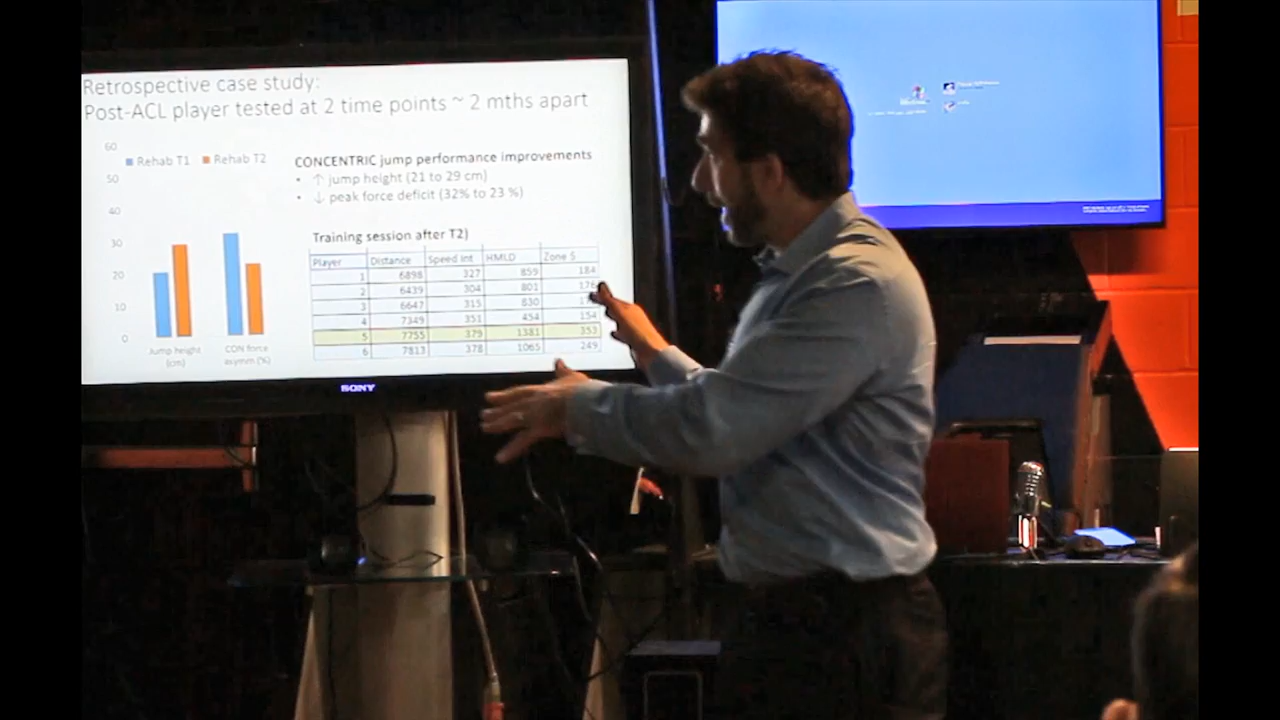 Retrospective case study:
Post-ACL player tested at 2 time points ~ 2 mths apart
60
50
40
30
20
10
0
Rehab T1 Rehab T2
Jump height
(cm)
CON force
asymm (%)
CONCENTRIC jump performance improvements
• ↑ jump height (21 to 29 cm)
• ↓ peak force deficit (32% to 23 %)
Training session after T2)
Player Distance Speed Int HMLD Zone 5
1 6898 327 859 184
2 6439 304 801 176
3 6647 315 830
4 7349 351 454 154
5 7755 379 1381 353
6 7813 378 1065 249
SONY